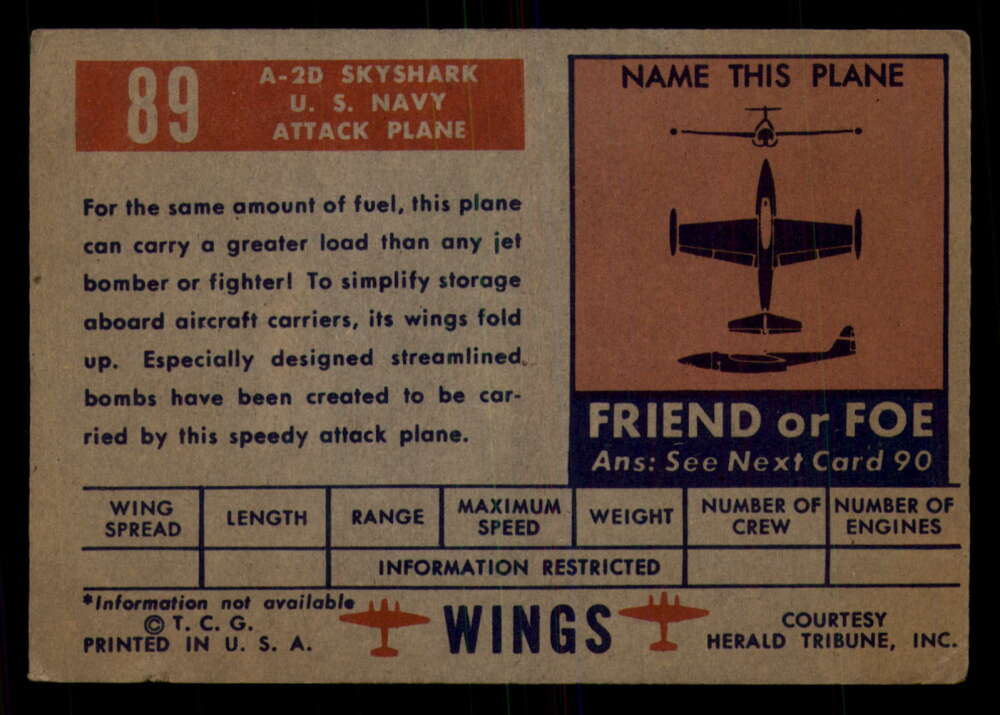 89
A-2D SKYSHARK
U. S. NAVY
ATTACK PLANE
For the same amount of fuel, this plane
can carry a greater load than any jet
bomber or fighter! To simplify storage
aboard aircraft carriers, its wings fold
up. Especially designed streamlined
bombs have been created to be car-
ried by this speedy attack plane.
NAME THIS PLANE
FRIEND or FOE
Ans: See Next Card 90
WING SPREAD
LENGTH
RANGE
MAXIMUM SPEED
WEIGHT
NUMBER OF CREW
NUMBER OF ENGINES
INFORMATION RESTRICTED
*Information not available
© T. C. G.
PRINTED IN U. S. A.
WINGS
COURTESY
HERALD TRIBUNE, INC.